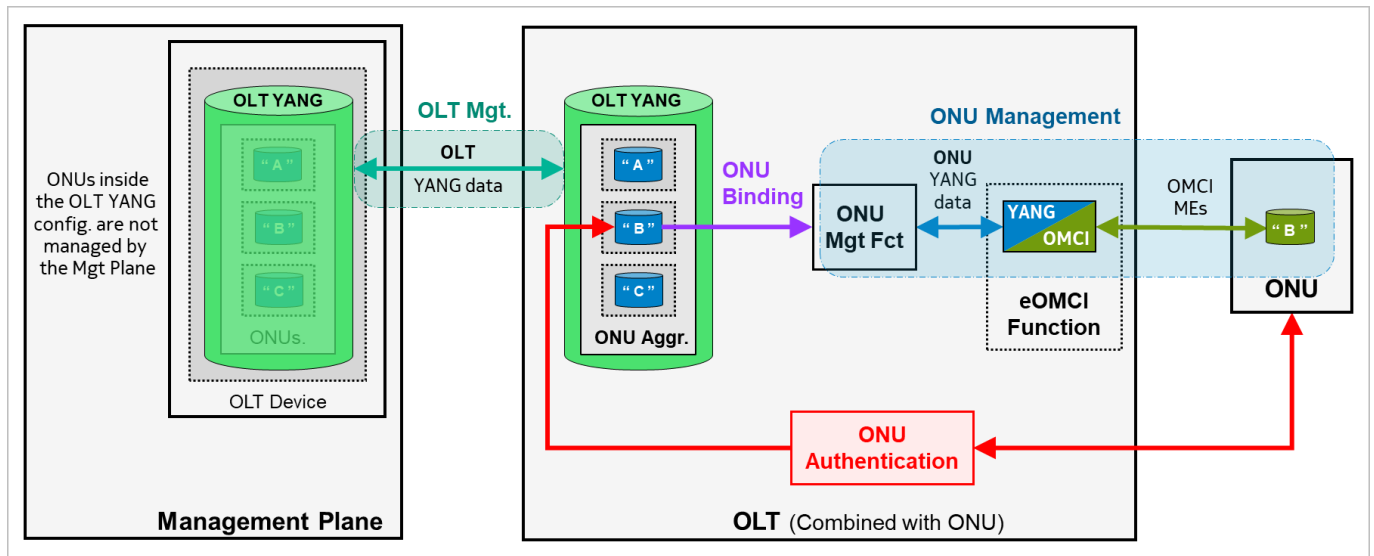 ONUs inside
the OLT YANG
config. are not
managed by
the Mgt Plane
OLT YANG
“ A ”
“ B ”
“ C ”
ONUs.
OLT Device
Management Plane
OLT Mgt.
OLT
YANG data
OLT YANG
“ A ”
“ B ”
“ C ”
ONU Aggr.
ONU
Binding
ONU Management
ONU
Mgt Fct
ONU
YANG
data
YANG
OMCI
eOMCI
Function
OMCI
MEs
“ B ”
ONU
ONU
Authentication
OLT (Combined with ONU)